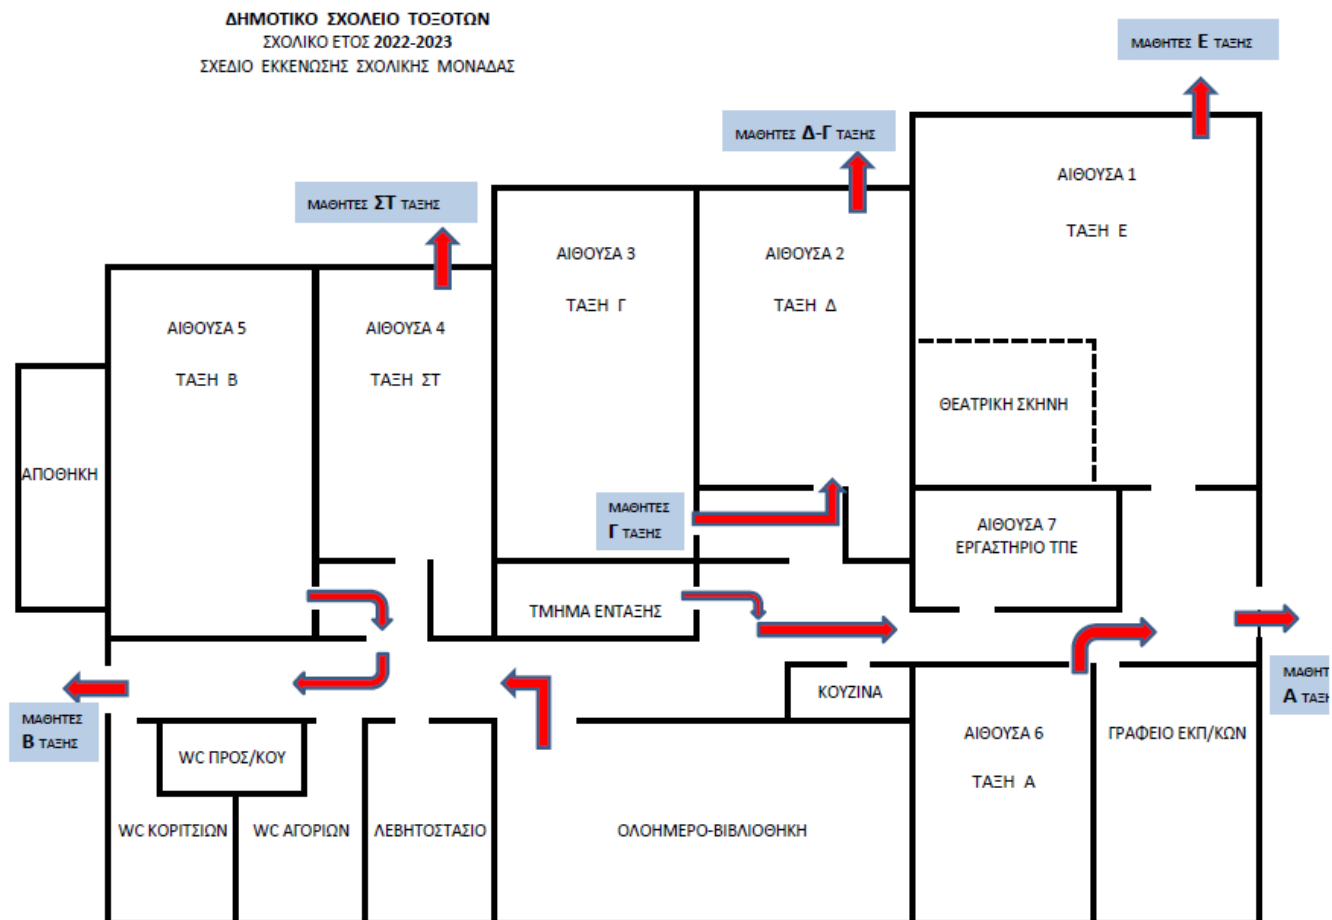 ΔΗΜΟΤΙΚΟ ΣΧΟΛΕΙΟ ΤΟΞΟΤΩΝ
ΣΧΟΛΙΚΟ ΕΤΟΣ 2022-2023
ΣΧΕΔΙΟ ΕΚΚΕΝΩΣΗΣ ΣΧΟΛΙΚΗΣ ΜΟΝΑΔΑΣ
ΜΑΘΗΤΕΣ Ε ΤΑΞΗΣ
ΜΑΘΗΤΕΣ Δ-Γ ΤΑΞΗΣ
ΜΑΘΗΤΕΣ ΣΤ ΤΑΞΗΣ
ΑΙΘΟΥΣΑ 1
ΤΑΞΗ Ε
ΑΙΘΟΥΣΑ 3
ΤΑΞΗ Γ
ΑΙΘΟΥΣΑ 2
ΤΑΞΗ Δ
ΑΙΘΟΥΣΑ 5
ΤΑΞΗ Β
ΑΙΘΟΥΣΑ 4
ΤΑΞΗ ΣΤ
ΘΕΑΤΡΙΚΗ ΣΚΗΝΗ
ΑΠΟΘΗΚΗ
ΜΑΘΗΤΕΣ
Γ ΤΑΞΗΣ
ΑΙΘΟΥΣΑ 7
ΕΡΓΑΣΤΗΡΙΟ ΤΠΕ
ΤΜΗΜΑ ΕΝΤΑΞΗΣ
ΚΟΥΖΙΝΑ
ΜΑΘΗΤ
Α ΤΑΞΗ
ΜΑΘΗΤΕΣ
Β ΤΑΞΗΣ
WC ΠΡΟΣ/ΚΟΥ
ΑΙΘΟΥΣΑ 6
ΤΑΞΗ Α
ΓΡΑΦΕΙΟ ΕΚΠ/ΚΩΝ
WC ΚΟΡΙΤΣΙΩΝ
WC ΑΓΟΡΙΩΝ
ΛΕΒΗΤΟΣΤΑΣΙΟ
ΟΛΟΗΜΕΡΟ-ΒΙΒΛΙΟΘΗΚΗ